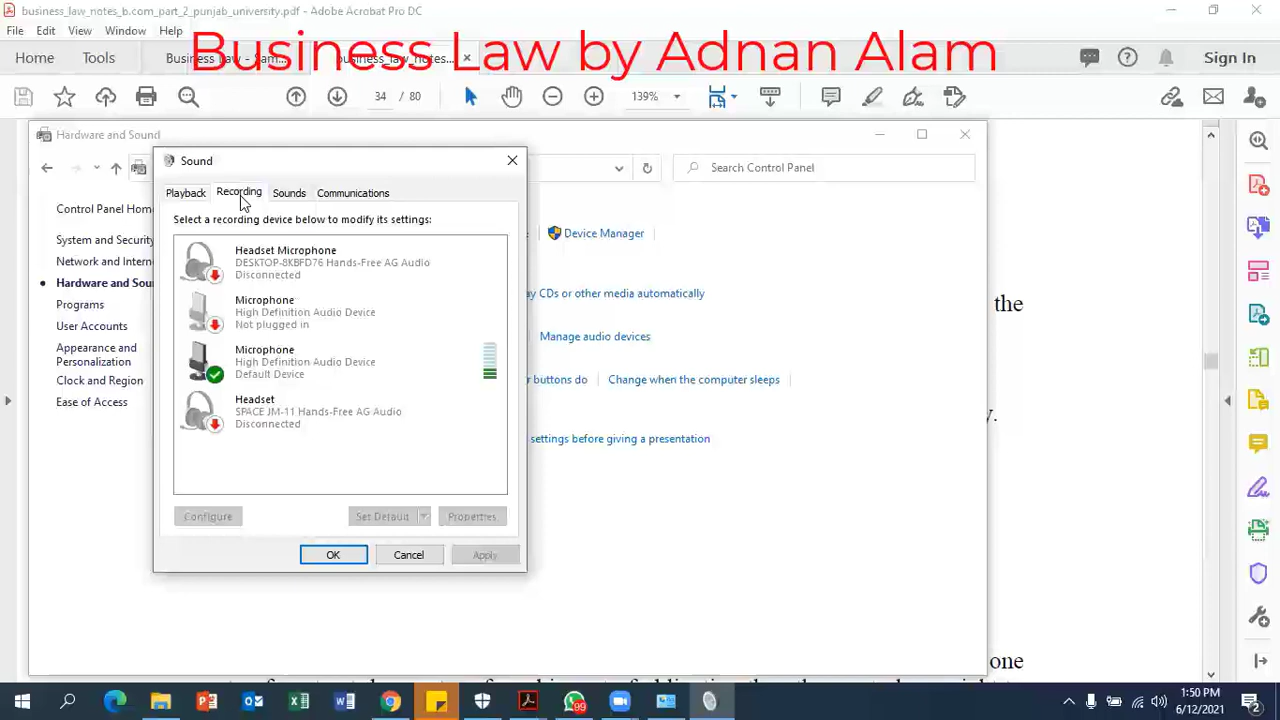 business_law_notes_b.com_part_2_punjab_university.pdf - Adobe Acrobat Pro DC
File Edit View Window Help
Business Law by Adnan Alam
Home Tools Business Law - Sam... business_law_notes... Sign In
34 / 80 139%
Hardware and Sound
Search Control Panel
Sound
Playback Recording Sounds Communications
Select a recording device below to modify its settings:
Headset Microphone
DESKTOP-8KBFD76 Hands-Free AG Audio
Disconnected
Microphone
High Definition Audio Device
Not plugged in
Microphone
High Definition Audio Device
Default Device
Headset
SPACE JM-11 Hands-Free AG Audio
Disconnected
Configure Set Default Properties
OK Cancel Apply
Control Panel Hom
System and Security
Network and Intern
Hardware and Soun
Programs
User Accounts
Appearance and
Personalization
Clock and Region
Ease of Access
Device Manager
CDs or other media automatically
Manage audio devices
buttons do Change when the computer sleeps
settings before giving a presentation
the
y.
one
99
1:50 PM
6/12/2021
2